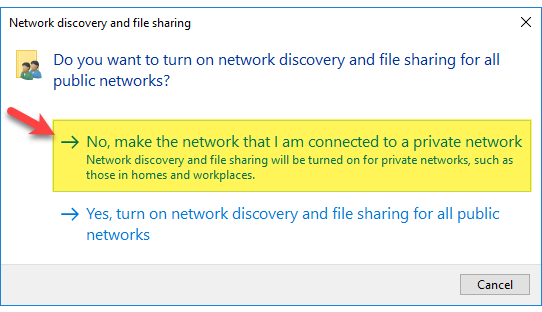 Network discovery and file sharing
Do you want to turn on network discovery and file sharing for all
public networks?
No, make the network that I am connected to a private network
Network discovery and file sharing will be turned on for private networks, such as
those in homes and workplaces.
Yes, turn on network discovery and file sharing for all public
networks
Cancel